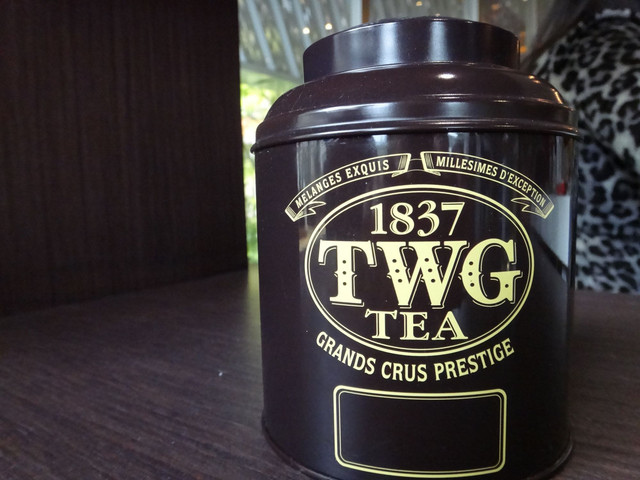 MELANGES EXQUIS MILLESIMES D'EXCEPTION
1837
TWG
TEA
GRANDS CRUS PRESTIGE